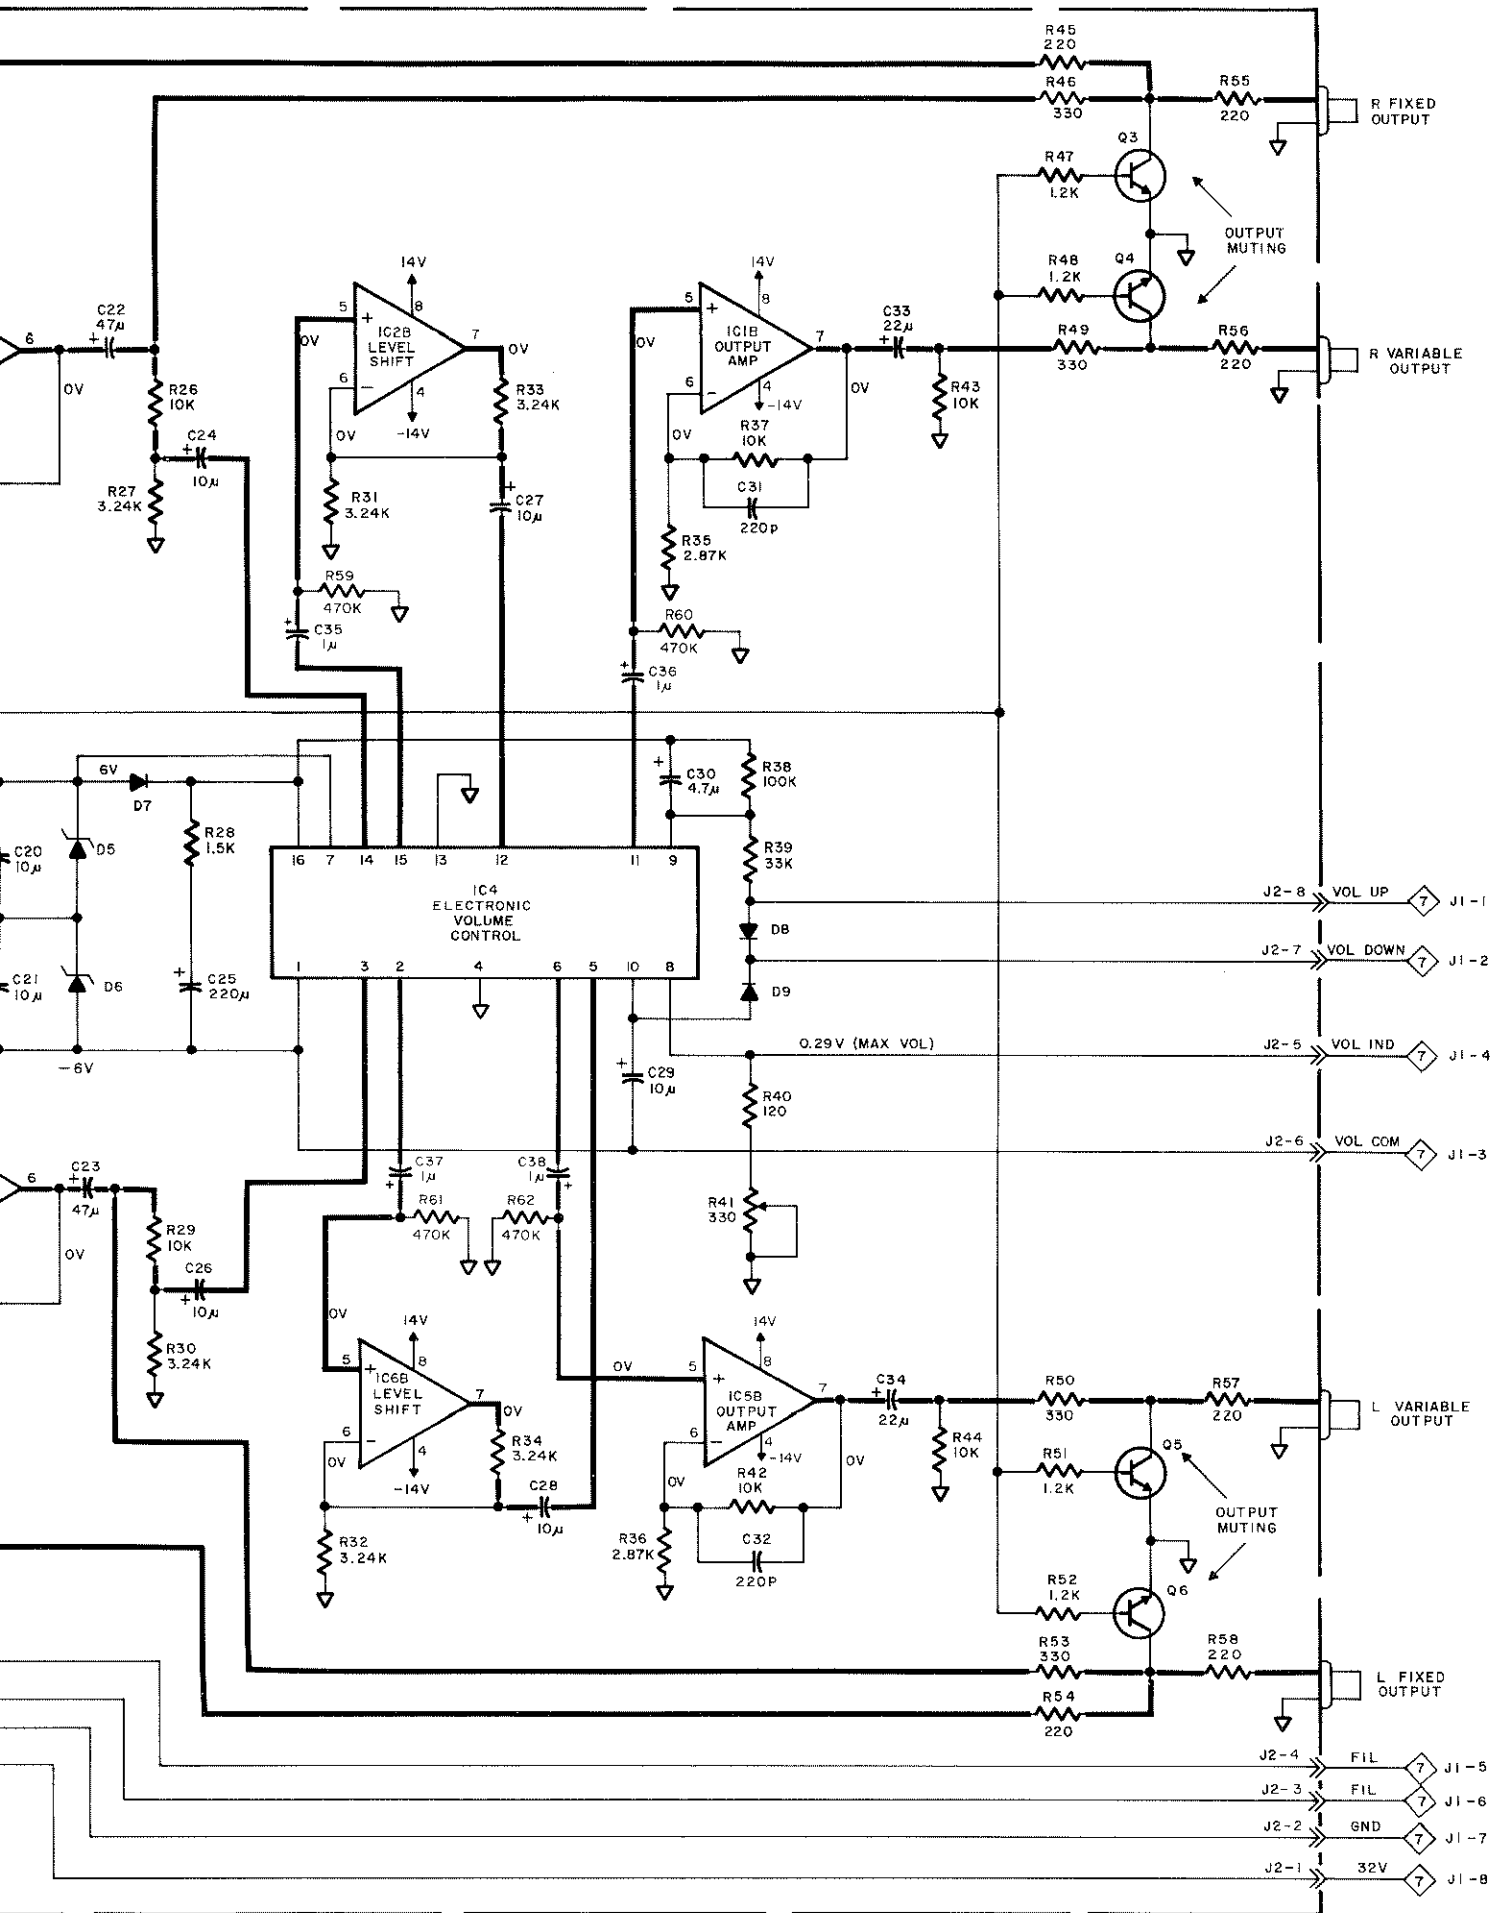 R45
220
R46
330
R55
220
R FIXED
OUTPUT
Q3
R47
1.2K
OUTPUT
MUTING
R48
1.2K
Q4
R49
330
R56
220
R VARIABLE
OUTPUT
6
C22
47µ
+
0V
R26
10K
C24
+
10µ
R27
3.24K
14V
8
5
+
IC2B
LEVEL
SHIFT
7
0V
0V
6
−
4
-14V
0V
R33
3.24K
R31
3.24K
+
C27
10µ
R59
470K
+
C35
1µ
14V
8
5
+
IC1B
OUTPUT
AMP
7
0V
6
−
4
-14V
0V
0V
C33
22µ
+
R43
10K
R37
10K
C31
220p
R35
2.87K
R60
470K
+
C36
1µ
6V
D7
+
C30
4.7µ
R38
100K
R39
33K
C20
10µ
D5
R28
1.5K
16 7 14 15 13 12 11 9
IC4
ELECTRONIC
VOLUME
CONTROL
1 3 2 4 6 5 10 8
D8
D9
C21
10µ
D6
+
C25
220µ
-6V
J2-8 VOL UP 7 J1-1
J2-7 VOL DOWN 7 J1-2
0.29V (MAX VOL)
J2-5 VOL IND 7 J1-4
+
C29
10µ
R40
120
J2-6 VOL COM 7 J1-3
6
+
C23
47µ
0V
R29
10K
C26
+
10µ
R30
3.24K
C37
1µ
+
R61
470K
C38
1µ
+
R62
470K
R41
330
0V
14V
8
5
+
IC6B
LEVEL
SHIFT
7
0V
6
−
4
-14V
0V
R34
3.24K
C28
+
10µ
R32
3.24K
0V
14V
8
5
+
IC5B
OUTPUT
AMP
7
6
−
4
-14V
0V
0V
C34
+
22µ
R44
10K
R42
10K
C32
220P
R36
2.87K
R50
330
R57
220
L VARIABLE
OUTPUT
R51
1.2K
Q5
OUTPUT
MUTING
R52
1.2K
Q6
R53
330
R58
220
L FIXED
OUTPUT
R54
220
J2-4 FIL 7 J1-5
J2-3 FIL 7 J1-6
J2-2 GND 7 J1-7
J2-1 32V 7 J1-8